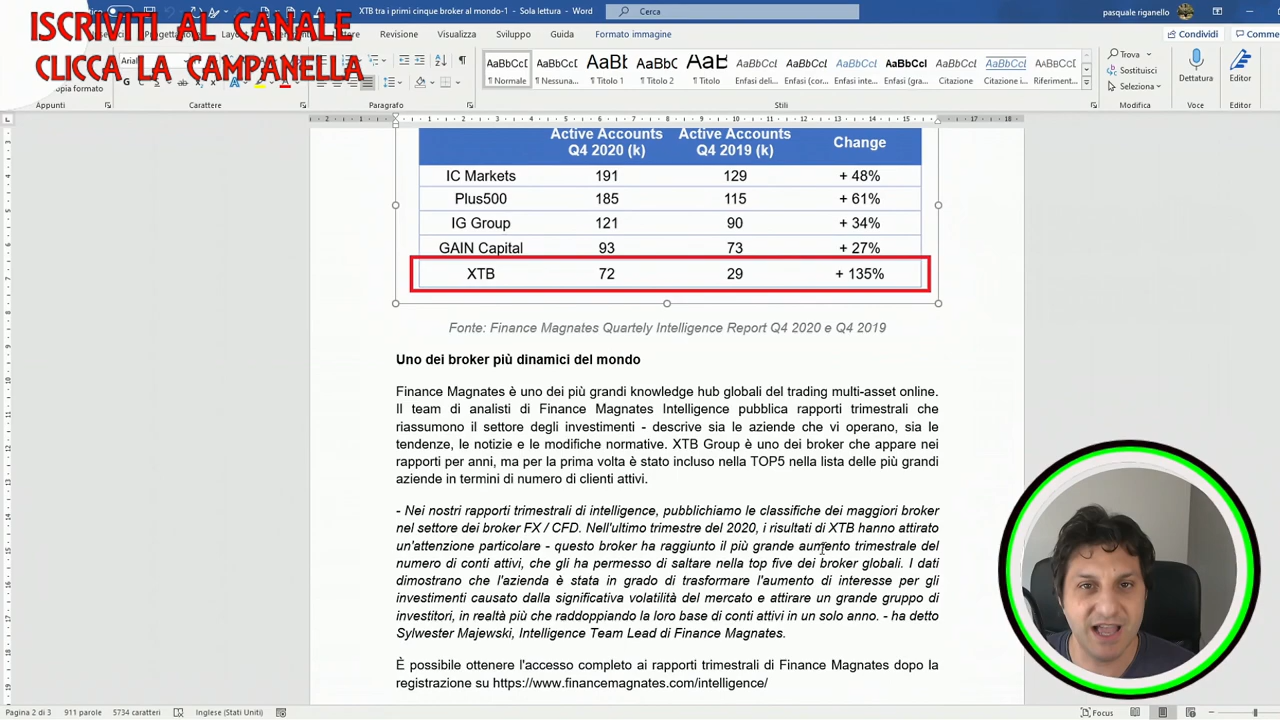 XTB tra i primi cinque broker al mondo-1 - Sola lettura - Word
Cerca
pasquale riganello
ISCRIVITI AL CANALE
CLICCA LA CAMPANELLA
Revisione
Visualizza
Sviluppo
Guida
Formato immagine
Condividi
Comme
copia formato
AaBbCcI AaBbCcI AaBbC AaBbCc AaBb AaBbCcI AaBbCcI AaBbCcI AaBbCcI AaBbCcI AaBbCcI AaBbCcI
Normale
Nessuna...
Titolo 1
Titolo 2
Titolo
Enfasi deli...
Enfasi (cor...
Enfasi inte...
Enfasi (gra...
Citazione
Citazione i...
Riferiment...
Trova
Sostituisci
Seleziona
Dettatura
Editor
Appunti
Carattere
Paragrafo
Stili
Modifica
Voce
Editor
Active Accounts Q4 2020 (k)
Active Accounts Q4 2019 (k)
Change
IC Markets 191 129 + 48%
Plus500 185 115 + 61%
IG Group 121 90 + 34%
GAIN Capital 93 73 + 27%
XTB 72 29 + 135%
Fonte: Finance Magnates Quartely Intelligence Report Q4 2020 e Q4 2019
Uno dei broker più dinamici del mondo
Finance Magnates è uno dei più grandi knowledge hub globali del trading multi-asset online.
Il team di analisti di Finance Magnates Intelligence pubblica rapporti trimestrali che
riassumono il settore degli investimenti - descrive sia le aziende che vi operano, sia le
tendenze, le notizie e le modifiche normative. XTB Group è uno dei broker che appare nei
rapporti per anni, ma per la prima volta è stato incluso nella TOP5 nella lista delle più grandi
aziende in termini di numero di clienti attivi.
- Nei nostri rapporti trimestrali di intelligence, pubblichiamo le classifiche dei maggiori broker
nel settore dei broker FX / CFD. Nell'ultimo trimestre del 2020, i risultati di XTB hanno attirato
un'attenzione particolare - questo broker ha raggiunto il più grande aumento trimestrale del
numero di conti attivi, che gli ha permesso di saltare nella top five dei broker globali. I dati
dimostrano che l'azienda è stata in grado di trasformare l'aumento di interesse per gli
investimenti causato dalla significativa volatilità del mercato e attirare un grande gruppo di
investitori, in realtà più che raddoppiando la loro base di conti attivi in un solo anno. - ha detto
Sylwester Majewski, Intelligence Team Lead di Finance Magnates.
È possibile ottenere l'accesso completo ai rapporti trimestrali di Finance Magnates dopo la
registrazione su https://www.financemagnates.com/intelligence/
Pagina 2 di 3
911 parole
5734 caratteri
Inglese (Stati Uniti)
Focus